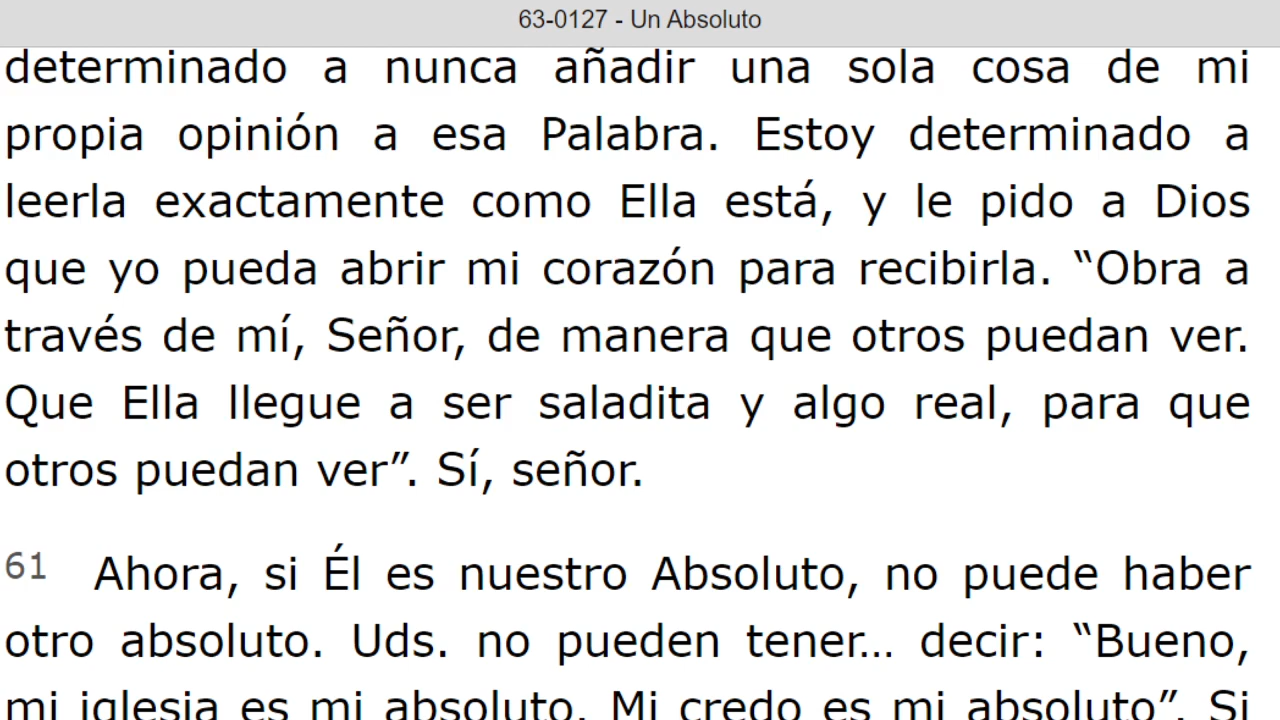 63-0127 - Un Absoluto
determinado a nunca añadir una sola cosa de mi
propia opinión a esa Palabra. Estoy determinado a
leerla exactamente como Ella está, y le pido a Dios
que yo pueda abrir mi corazón para recibirla. “Obra a
través de mí, Señor, de manera que otros puedan ver.
Que Ella llegue a ser saladita y algo real, para que
otros puedan ver”. Sí, señor.
61 Ahora, si Él es nuestro Absoluto, no puede haber
otro absoluto. Uds. no pueden tener… decir: “Bueno,
mi iglesia es mi absoluto. Mi credo es mi absoluto”. Si